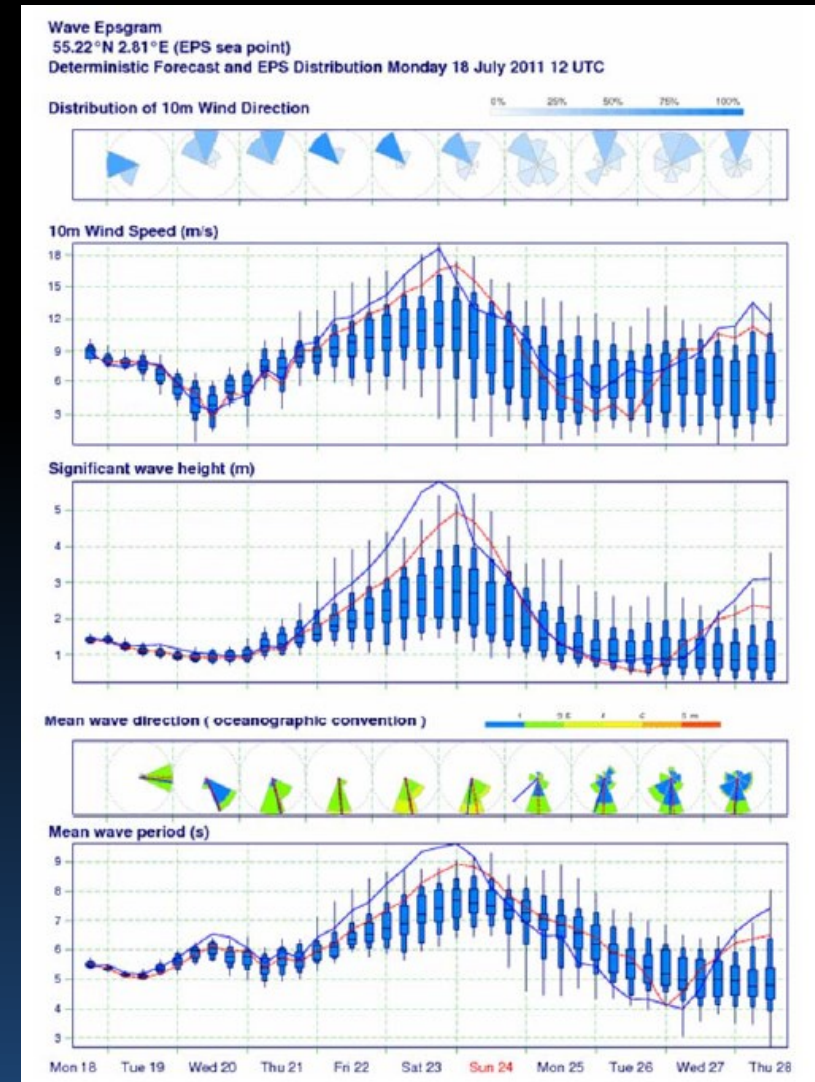 Wave Epsgram
55.22°N 2.81°E (EPS sea point)
Deterministic Forecast and EPS Distribution Monday 18 July 2011 12 UTC
Distribution of 10m Wind Direction
0% 25% 50% 75% 100%
10m Wind Speed (m/s)
18
15
12
9
6
3
Significant wave height (m)
5
4
3
2
1
Mean wave direction ( oceanographic convention )
1 2.5
Mean wave period (s)
9
8
7
6
5
4
3
Mon 18 Tue 19 Wed 20 Thu 21 Fri 22 Sat 23 Sun 24 Mon 25 Tue 26 Wed 27 Thu 28